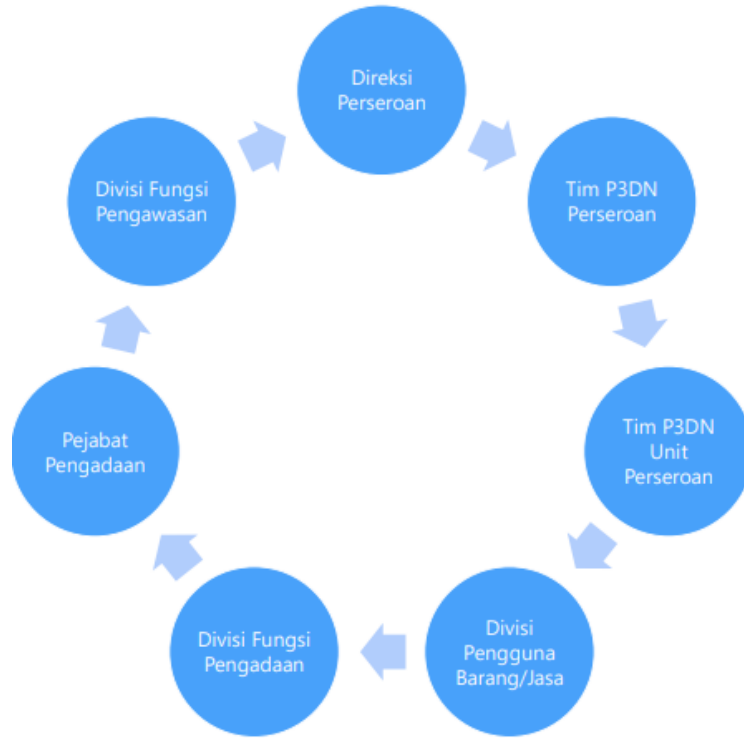 Direksi
Perseroan
Tim P3DN
Perseroan
Tim P3DN
Unit
Perseroan
Divisi
Pengguna
Barang/Jasa
Divisi Fungsi
Pengadaan
Pejabat
Pengadaan
Divisi Fungsi
Pengawasan